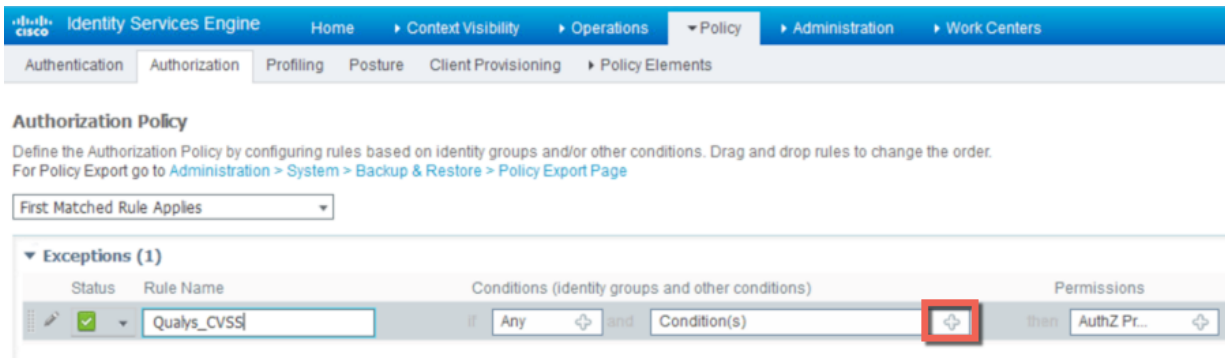 cisco Identity Services Engine Home Context Visibility Operations Policy Administration Work Centers
Authentication Authorization Profiling Posture Client Provisioning Policy Elements
Authorization Policy
Define the Authorization Policy by configuring rules based on identity groups and/or other conditions. Drag and drop rules to change the order.
For Policy Export go to Administration > System > Backup & Restore > Policy Export Page
First Matched Rule Applies
Exceptions (1)
Status Rule Name Conditions (identity groups and other conditions) Permissions
Qualys_CVSS if Any and Condition(s) then AuthZ Pr...